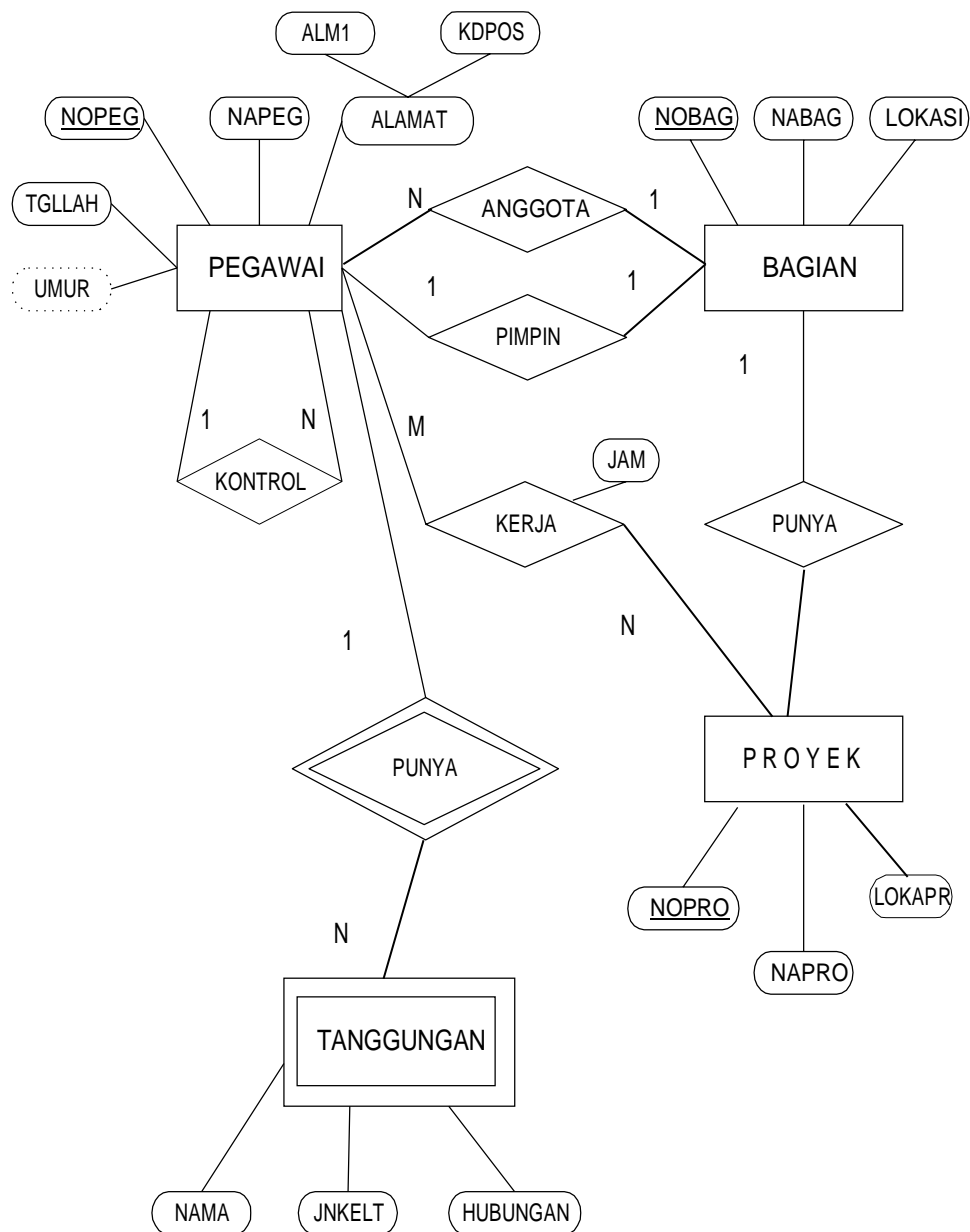 ALM1
KDPOS
NOPEG
NAPEG
ALAMAT
NOBAG
NABAG
LOKASI
TGLLAH
N
ANGGOTA
1
PEGAWAI
BAGIAN
UMUR
1
1
PIMPIN
1
1
N
M
KONTROL
JAM
KERJA
PUNYA
1
N
PUNYA
PROYEK
NOPRO
LOKAPR
N
NAPRO
TANGGUNGAN
NAMA
JNKELT
HUBUNGAN